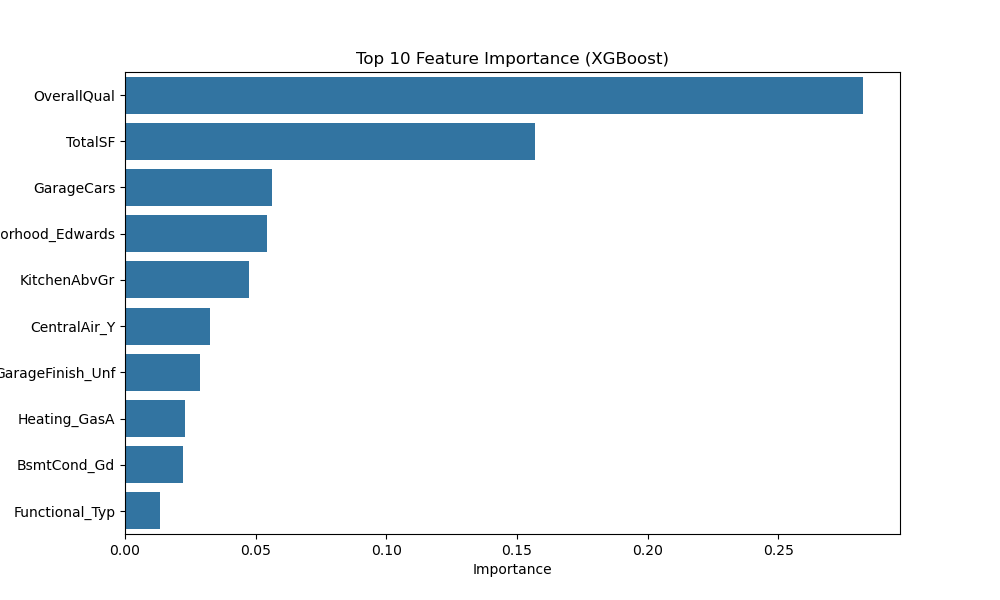 Top 10 Feature Importance (XGBoost)
OverallQual
TotalSF
GarageCars
orhood_Edwards
KitchenAbvGr
CentralAir_Y
GarageFinish_Unf
Heating_GasA
BsmtCond_Gd
Functional_Typ
0.00 0.05 0.10 0.15 0.20 0.25
Importance